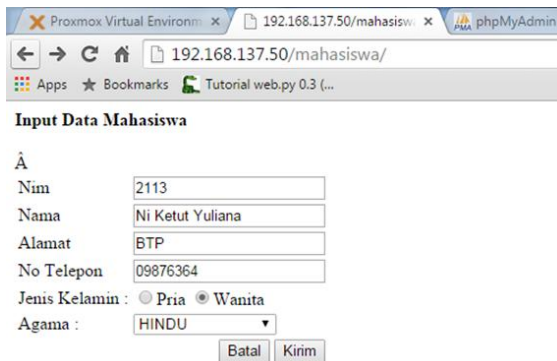 Proxmox Virtual Environm
192.168.137.50/mahasisw
phpMyAdmin
192.168.137.50/mahasiswa/
Apps Bookmarks Tutorial web.py 0.3 (...
Input Data Mahasiswa
Â
Nim 2113
Nama Ni Ketut Yuliana
Alamat BTP
No Telepon 09876364
Jenis Kelamin : Pria Wanita
Agama : HINDU
Batal Kirim